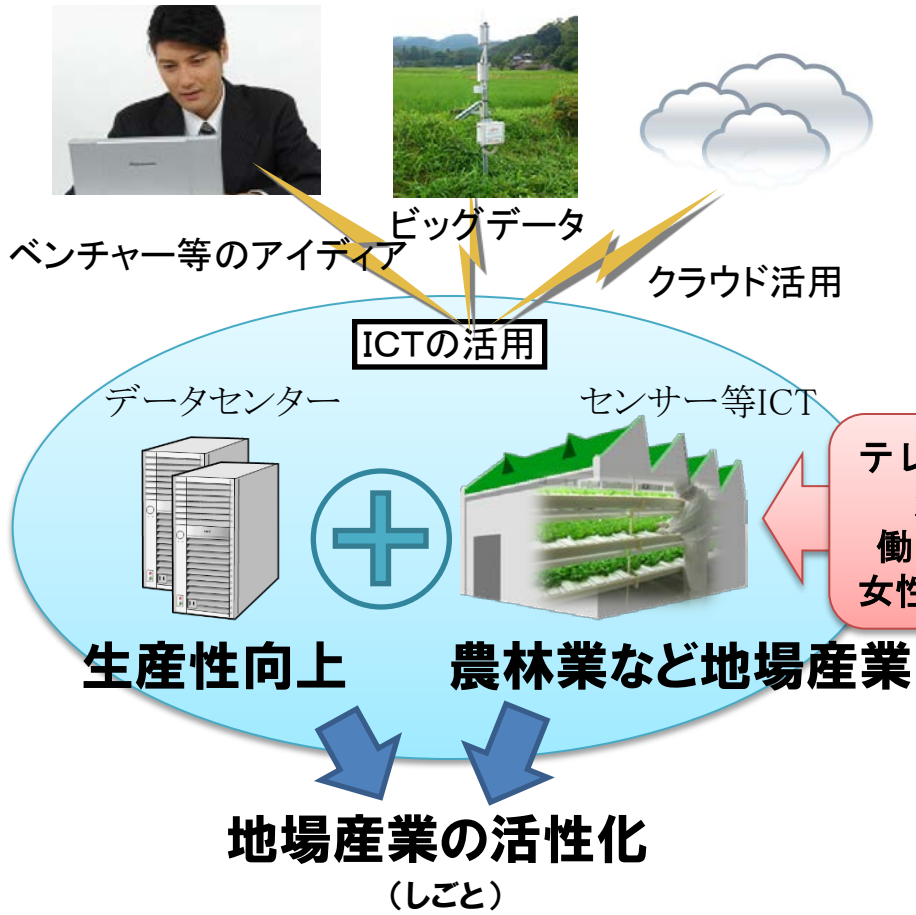 ベンチャー等のアイディア
ビッグデータ
クラウド活用
ICTの活用
データセンター
センサー等ICT
テレ
働
女性
生産性向上
農林業など地場産業
地場産業の活性化
（しごと）